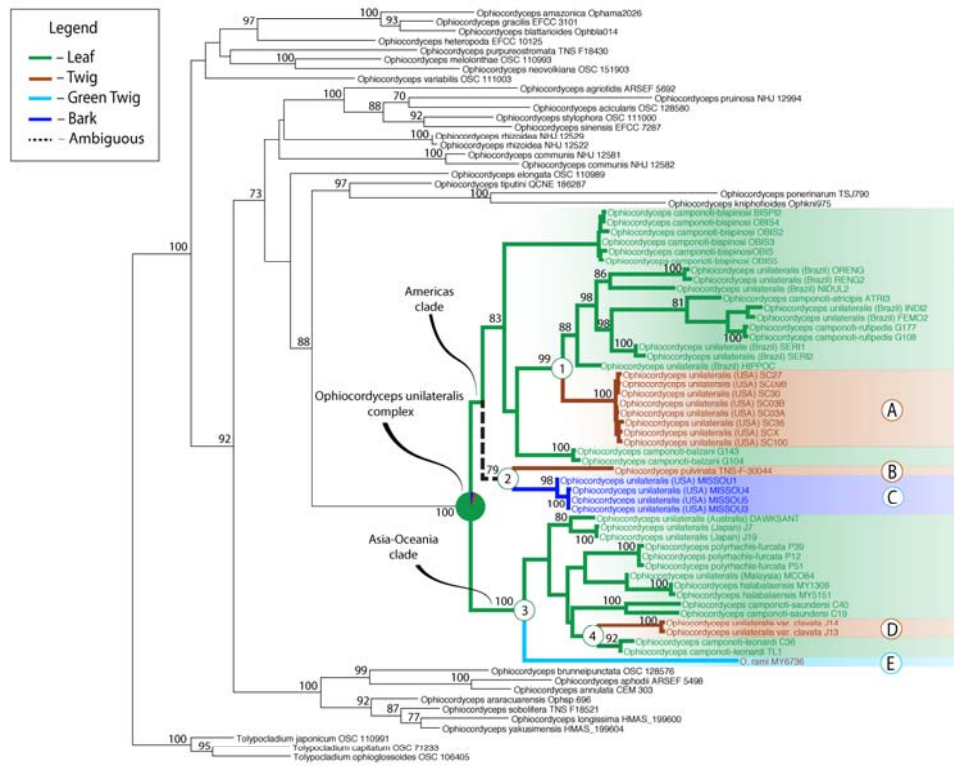 Legend
– Leaf
– Twig
– Green Twig
– Bark
– Ambiguous
100
Ophiocordyceps amazonica Ophama2026
97
93
Ophiocordyceps gracilis EFCC 3101
Ophiocordyceps blattarioides Ophbla014
Ophiocordyceps heteropoda EFCC 10125
Ophiocordyceps purpureostromata TNS F18430
100
Ophiocordyceps melolonthae OSC 110993
Ophiocordyceps neovolkiana OSC 151903
Ophiocordyceps variabilis OSC 111003
100
Ophiocordyceps agriotidis ARSEF 5692
70
Ophiocordyceps pruinosa NHJ 12994
88
Ophiocordyceps acicularis OSC 128580
92
Ophiocordyceps stylophora OSC 111000
Ophiocordyceps sinensis EFCC 7287
100
Ophiocordyceps rhizoidea NHJ 12529
Ophiocordyceps rhizoidea NHJ 12522
100
Ophiocordyceps communis NHJ 12581
Ophiocordyceps communis NHJ 12582
73
Ophiocordyceps elongata OSC 110989
97
Ophiocordyceps tiputini QCNE 186287
100
Ophiocordyceps ponerinarum TSJ790
Ophiocordyceps kniphofioides Ophkni975
Ophiocordyceps camponoti-bispinosi BISPI2
Ophiocordyceps camponoti-bispinosi OBIS4
Ophiocordyceps camponoti-bispinosi OBIS2
Ophiocordyceps camponoti-bispinosi OBIS3
Ophiocordyceps camponoti-bispinosiOBIS
Ophiocordyceps camponoti-bispinosi OBIS5
100
86
100
Ophiocordyceps unilateralis (Brazil) ORENG
Ophiocordyceps unilateralis (Brazil) RENG2
Ophiocordyceps unilateralis (Brazil) NIDUL2
Americas
clade
98
81
Ophiocordyceps camponoti-atricipis ATRI3
Ophiocordyceps unilateralis (Brazil) INDI2
Ophiocordyceps unilateralis (Brazil) FEMO2
83
88
98
100
Ophiocordyceps camponoti-rufipedis G177
Ophiocordyceps camponoti-rufipedis G108
88
100
Ophiocordyceps unilateralis (Brazil) SERI1
Ophiocordyceps unilateralis (Brazil) SERI2
99
1
Ophiocordyceps unilateralis (Brazil) HIPPOC
Ophiocordyceps unilateralis (USA) SC27
Ophiocordyceps unilateralis (USA) SC09B
Ophiocordyceps unilateralis
complex
100
Ophiocordyceps unilateralis (USA) SC30
Ophiocordyceps unilateralis (USA) SC03B
Ophiocordyceps unilateralis (USA) SC03A
A
Ophiocordyceps unilateralis (USA) SC36
Ophiocordyceps unilateralis (USA) SCX
Ophiocordyceps unilateralis (USA) SC100
92
100
Ophiocordyceps camponoti-balzani G143
Ophiocordyceps camponoti-balzani G104
79
2
Ophiocordyceps pulvinata TNS-F-30044
B
98
Ophiocordyceps unilateralis (USA) MISSOU1
Ophiocordyceps unilateralis (USA) MISSOU4
100
Ophiocordyceps unilateralis (USA) MISSOU5
Ophiocordyceps unilateralis (USA) MISSOU3
C
100
80
Ophiocordyceps unilateralis (Australia) DAWKSANT
Ophiocordyceps unilateralis (Japan) J7
100
Ophiocordyceps unilateralis (Japan) J19
Asia-Oceania
clade
100
Ophiocordyceps polyrhachis-furcata P39
Ophiocordyceps polyrhachis-furcata P12
Ophiocordyceps polyrhachis-furcata P51
Ophiocordyceps unilateralis (Malaysia) MCO84
100
Ophiocordyceps halabalaensis MY1308
Ophiocordyceps halabalaensis MY5151
100
3
100
Ophiocordyceps camponoti-saundersi C40
Ophiocordyceps camponoti-saundersi C19
100
Ophiocordyceps unilateralis var. clavata J14
Ophiocordyceps unilateralis var. clavata J13
D
4
92
Ophiocordyceps camponoti-leonardi C36
Ophiocordyceps camponoti-leonardi TL1
O. rami MY6736
E
99
Ophiocordyceps brunneipunctata OSC 128576
100
Ophiocordyceps aphodii ARSEF 5498
100
Ophiocordyceps annulata CEM 303
92
Ophiocordyceps araracuarensis Ophsp.696
87
Ophiocordyceps sobolifera TNS F18521
77
Ophiocordyceps longissima HMAS_199600
Ophiocordyceps yakusimensis HMAS_199604
100
Tolypocladium japonicum OSC 110991
95
Tolypocladium capitatum OSC 71233
Tolypocladium ophioglossoides OSC 106405